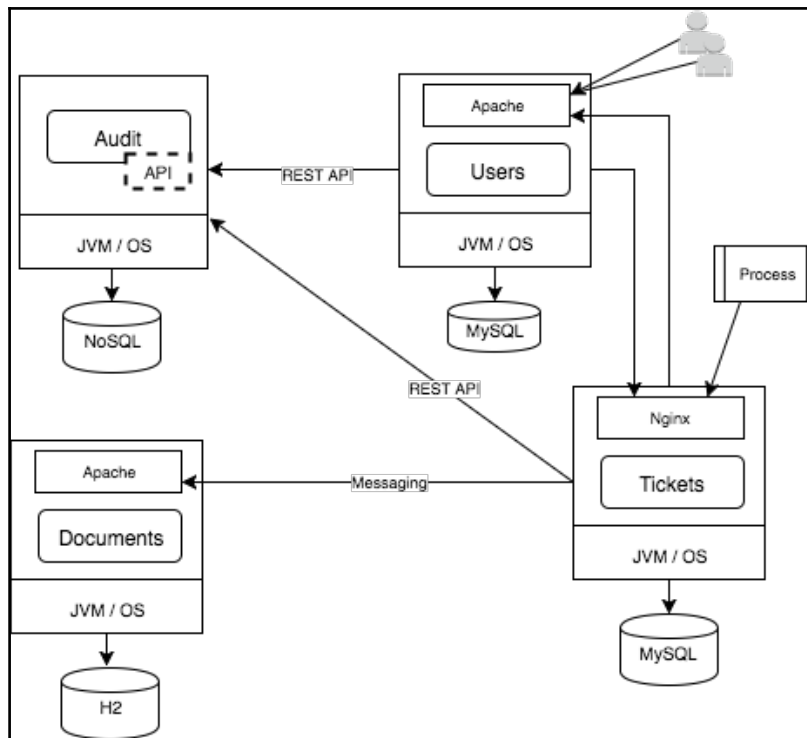 Apache
Audit
API
Users
REST API
JVM / OS
JVM / OS
Process
NoSQL
MySQL
REST API
Nginx
Apache
Messaging
Tickets
Documents
JVM / OS
JVM / OS
MySQL
H2